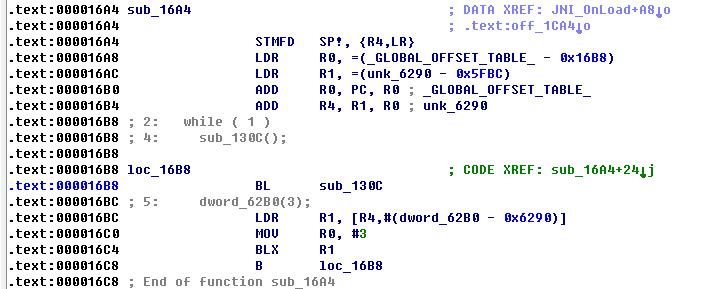 .text:000016A4 sub_16A4                                ; DATA XREF: JNI_OnLoad+A8↓o
.text:000016A4                                         ; .text:off_1CA4↓o
.text:000016A4                 STMFD   SP!, {R4,LR}
.text:000016A8                 LDR     R0, =(_GLOBAL_OFFSET_TABLE_ - 0x16B8)
.text:000016AC                 LDR     R1, =(unk_6290 - 0x5FBC)
.text:000016B0                 ADD     R0, PC, R0 ; _GLOBAL_OFFSET_TABLE_
.text:000016B4                 ADD     R4, R1, R0 ; unk_6290
.text:000016B8 ; 2:   while ( 1 )
.text:000016B8 ; 4:     sub_130C();
.text:000016B8
.text:000016B8 loc_16B8                                ; CODE XREF: sub_16A4+24↓j
.text:000016B8                 BL      sub_130C
.text:000016BC ; 5:     dword_62B0(3);
.text:000016BC                 LDR     R1, [R4,#(dword_62B0 - 0x6290)]
.text:000016C0                 MOV     R0, #3
.text:000016C4                 BLX     R1
.text:000016C8                 B       loc_16B8
.text:000016C8 ; End of function sub_16A4